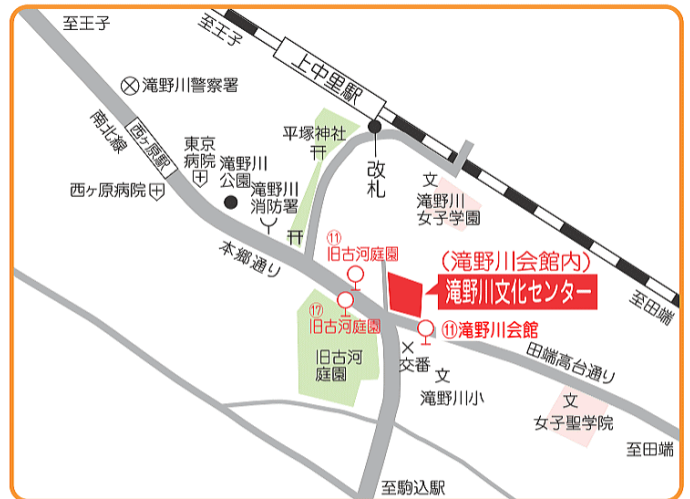 至王子
至王子
上中里駅
滝野川警察署
南北線
西ヶ原駅
東京
病院
平塚神社
改札
西ヶ原病院
滝野川
公園
滝野川
消防署
文
滝野川
女子学園
本郷通り
⑪
旧古河庭園
(滝野川会館内)
滝野川文化センター
至田端
⑰
旧古河庭園
⑪滝野川会館
旧古河
庭園
交番
田端高台通り
文
滝野川小
文
女子聖学院
至田端
至駒込駅